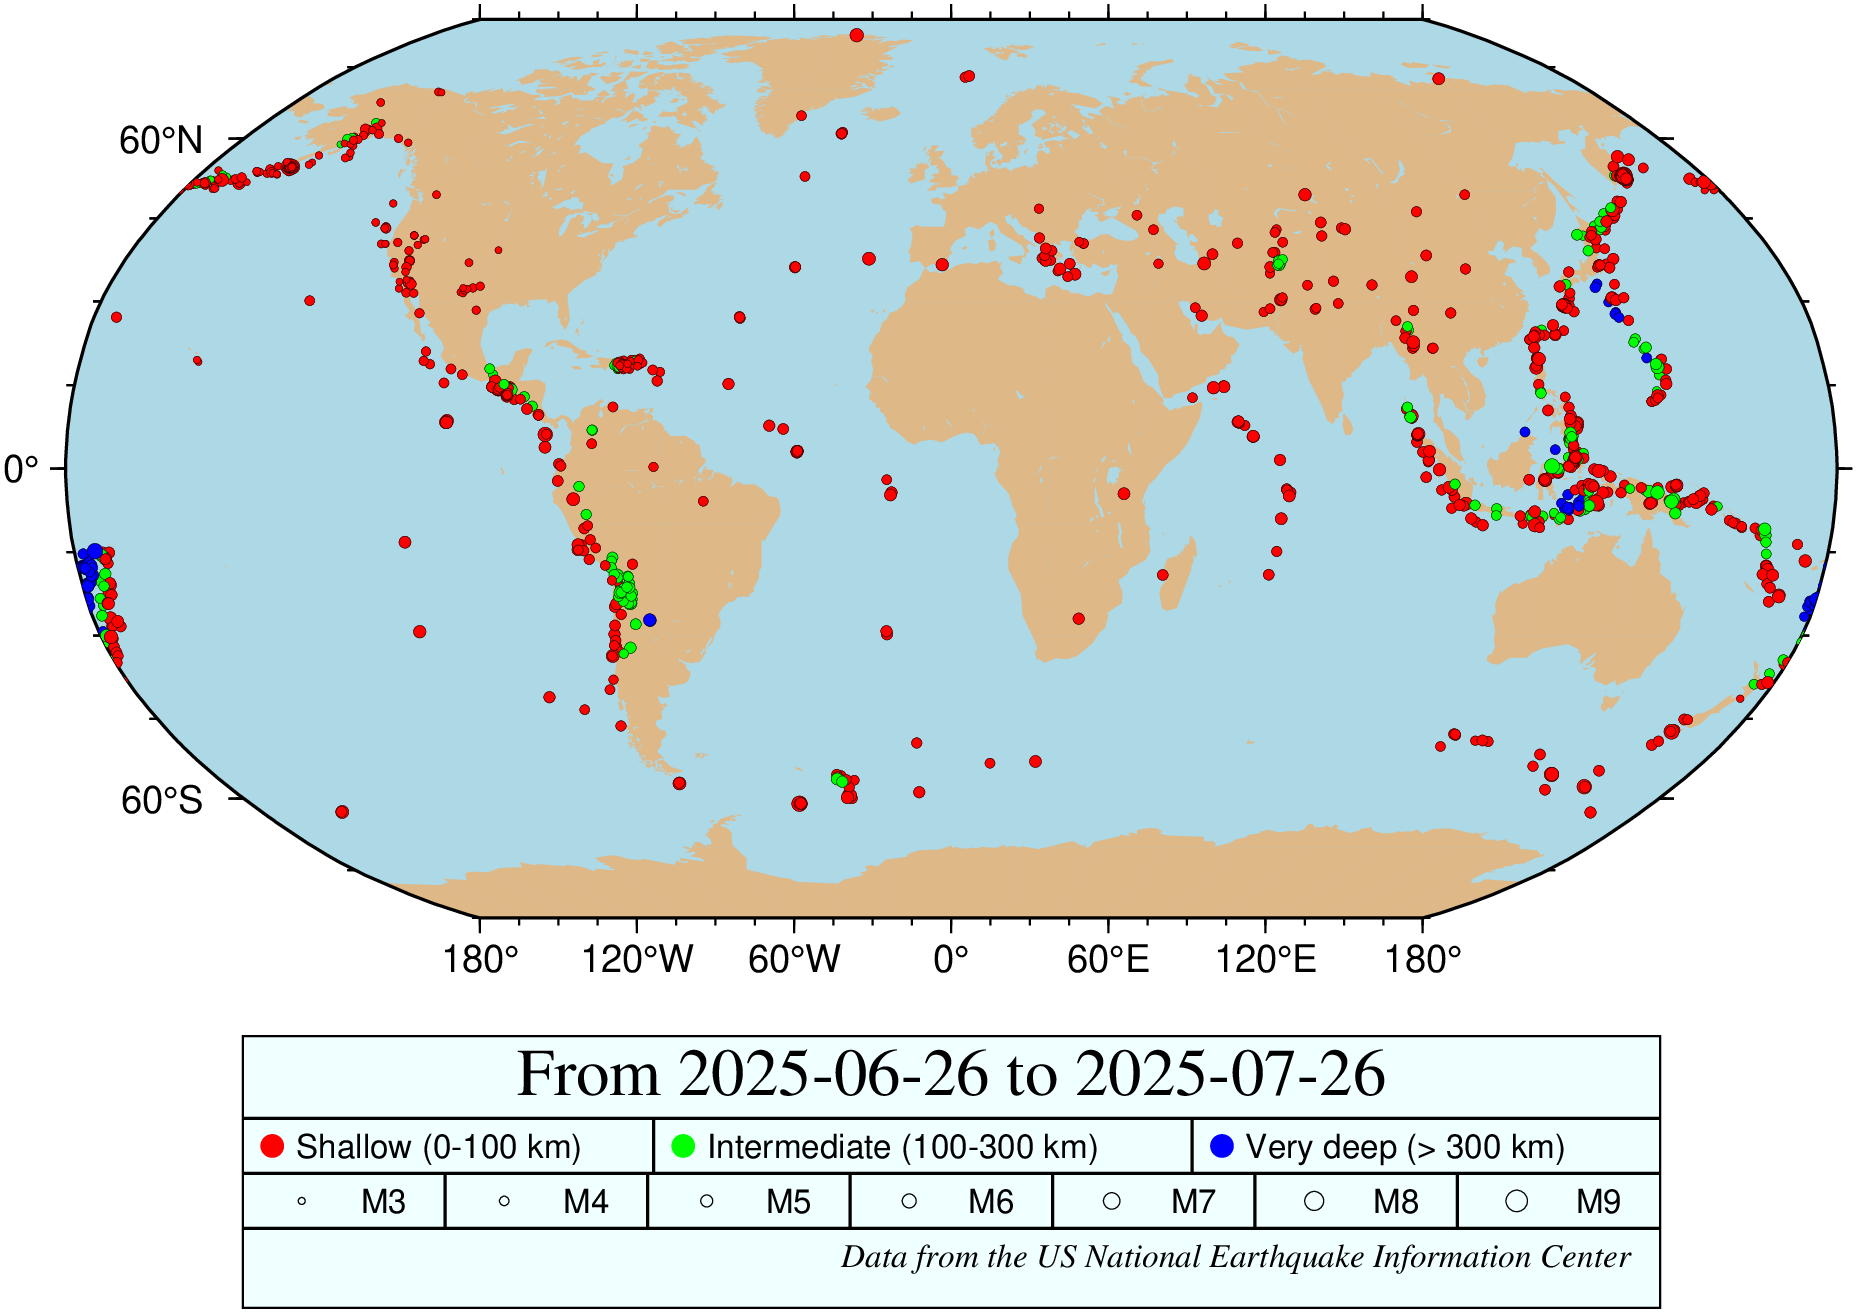 60°N
0°
60°S
180° 120°W 60°W 0° 60°E 120°E 180°
From 2025-06-26 to 2025-07-26
Shallow (0-100 km) Intermediate (100-300 km) Very deep (> 300 km)
M3 M4 M5 M6 M7 M8 M9
Data from the US National Earthquake Information Center